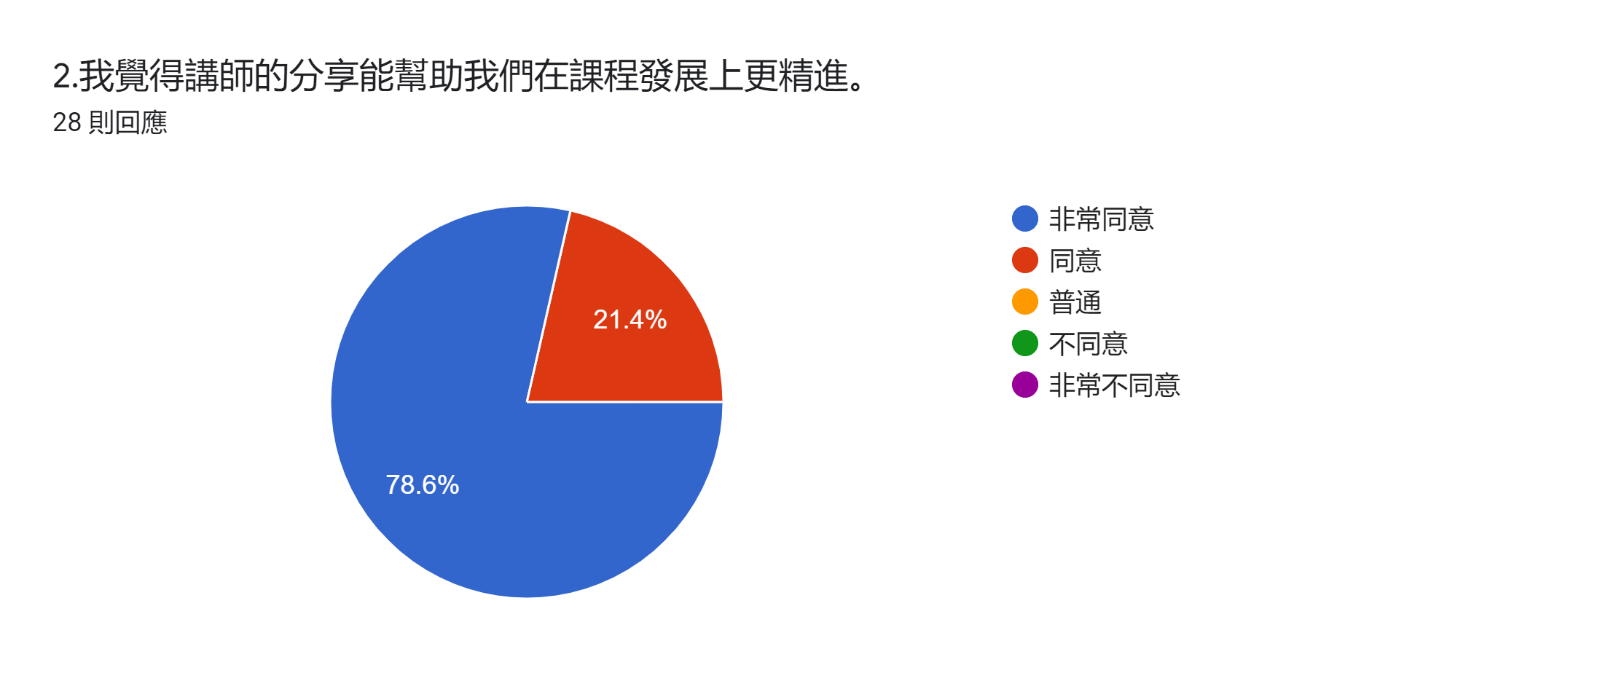 2.我覺得講師的分享能幫助我們在課程發展上更精進。
28 則回應
非常同意
同意
普通
不同意
非常不同意
21.4%
78.6%